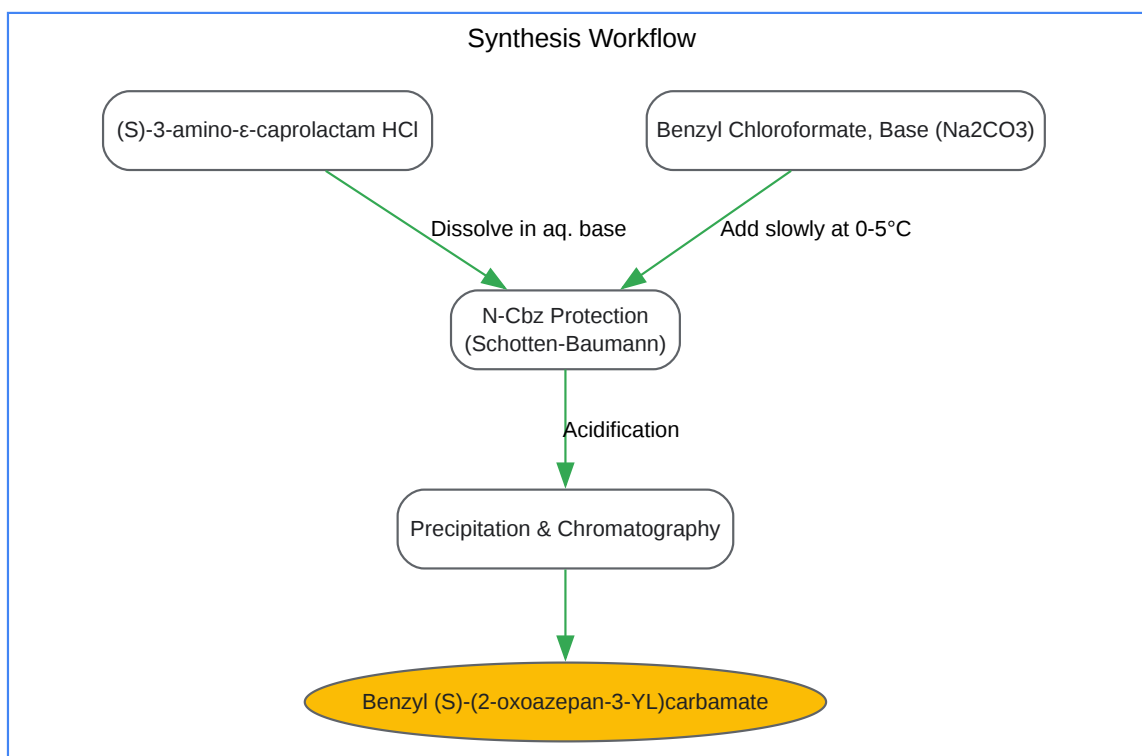 Synthesis Workflow
(S)-3-amino-ε-caprolactam HCl
Benzyl Chloroformate, Base (Na2CO3)
Dissolve in aq. base
Add slowly at 0-5°C
N-Cbz Protection
(Schotten-Baumann)
Acidification
Precipitation & Chromatography
Benzyl (S)-(2-oxoazepan-3-YL)carbamate